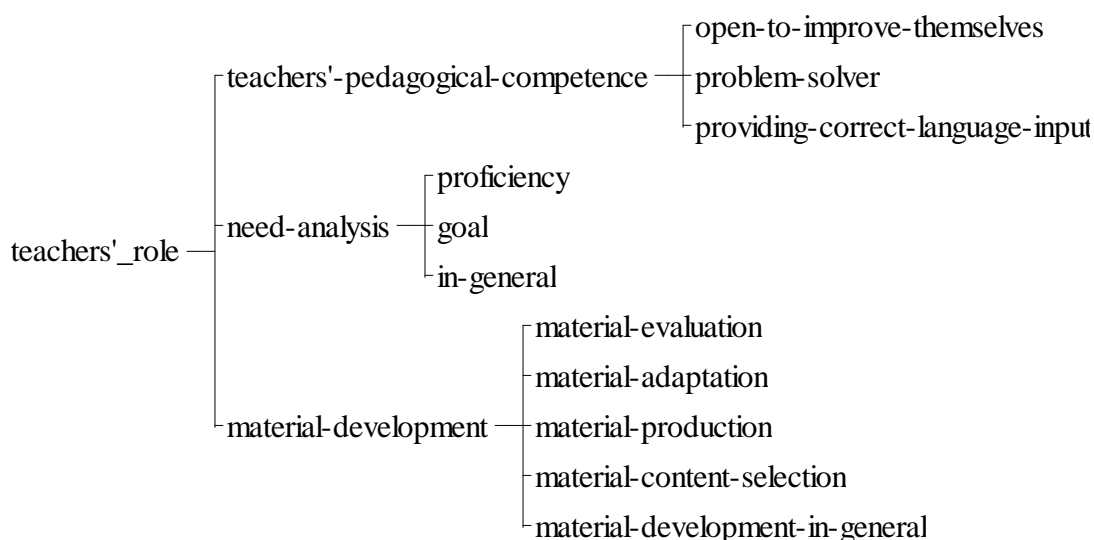 teachers'_role
teachers'-pedagogical-competence
open-to-improve-themselves
problem-solver
providing-correct-language-input
need-analysis
proficiency
goal
in-general
material-development
material-evaluation
material-adaptation
material-production
material-content-selection
material-development-in-general